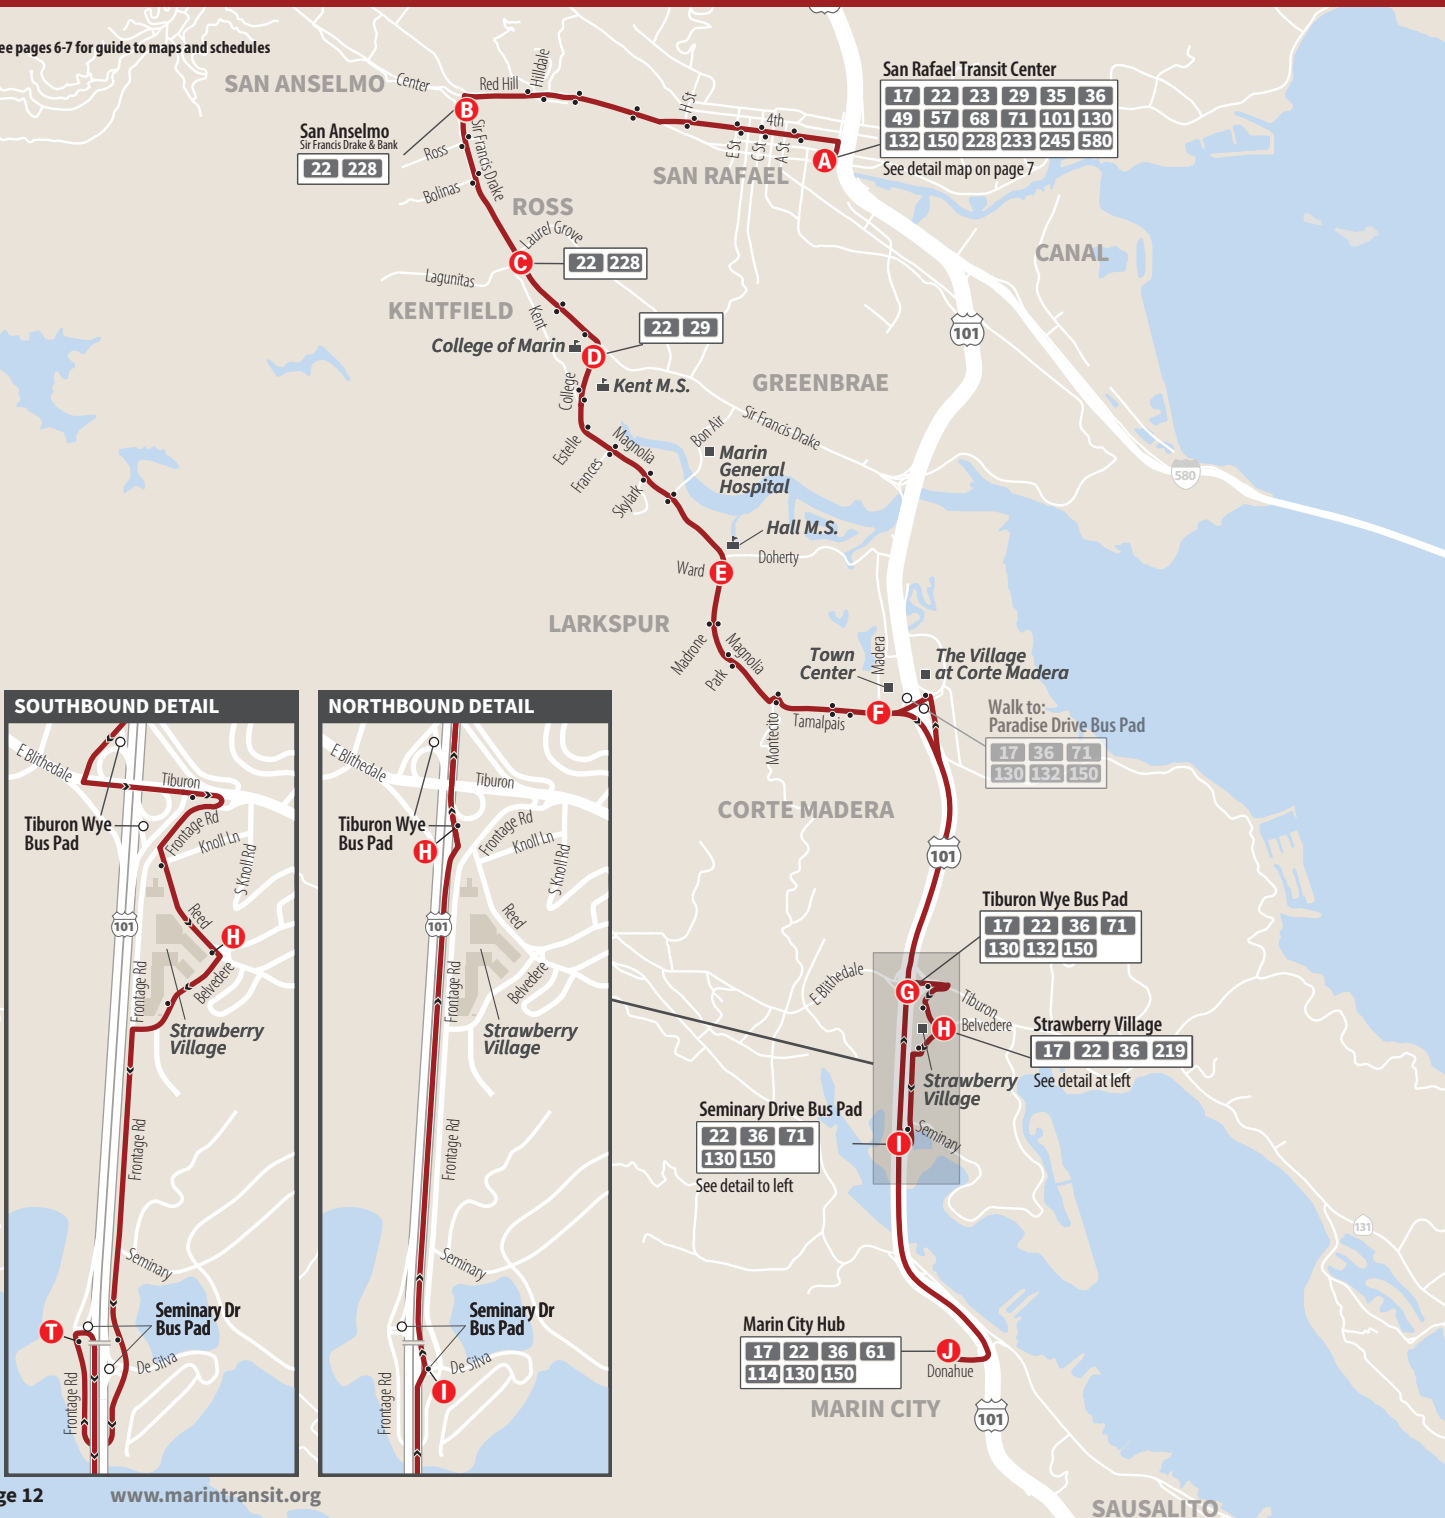 ee pages 6-7 for guide to maps and schedules
SAN ANSELMO
Center
Red Hill
Hilldale
H St
4th
E St
C St
A St
San Rafael Transit Center
17 22 23 29 35 36
49 57 68 71 101 130
132 150 228 233 245 580
See detail map on page 7
A
B
San Anselmo
Sir Francis Drake & Bank
22 228
Ross
Sir Francis Drake
Bolinas
SAN RAFAEL
ROSS
Laurel Grove
C
22 228
Lagunitas
CANAL
KENTFIELD
Kent
22 29
101
College of Marin
D
Kent M.S.
College
GREENBRAE
Sir Francis Drake
Bon Air
Estelle
Magnolia
Frances
Skylark
Marin
General
Hospital
580
Hall M.S.
Doherty
Ward
E
LARKSPUR
Madrone
Magnolia
Park
Town
Center
Madera
The Village
at Corte Madera
Walk to:
Paradise Drive Bus Pad
17 36 71
130 132 150
F
Tamalpais
Montecito
CORTE MADERA
101
Tiburon Wye Bus Pad
17 22 36 71
130 132 150
E Blithedale
G
Tiburon
Belvedere
H
Strawberry Village
17 22 36 219
See detail at left
Strawberry
Village
Seminary Drive Bus Pad
22 36 71
130 150
See detail to left
I
Seminary
131
Marin City Hub
17 22 36 61
114 130 150
J
Donahue
MARIN CITY
101
SAUSALITO
SOUTHBOUND DETAIL
E Blithedale
Tiburon
Tiburon Wye
Bus Pad
Frontage Rd
Knoll Ln
S Knoll Rd
Reed
101
H
Frontage Rd
Belvedere
Strawberry
Village
Frontage Rd
Seminary
Seminary Dr
Bus Pad
T
De Silva
Frontage Rd
NORTHBOUND DETAIL
E Blithedale
Tiburon
Tiburon Wye
Bus Pad
H
Frontage Rd
Knoll Ln
S Knoll Rd
Reed
101
Frontage Rd
Belvedere
Strawberry
Village
Frontage Rd
Seminary
Seminary Dr
Bus Pad
De Silva
I
Frontage Rd
ge 12
www.marintransit.org